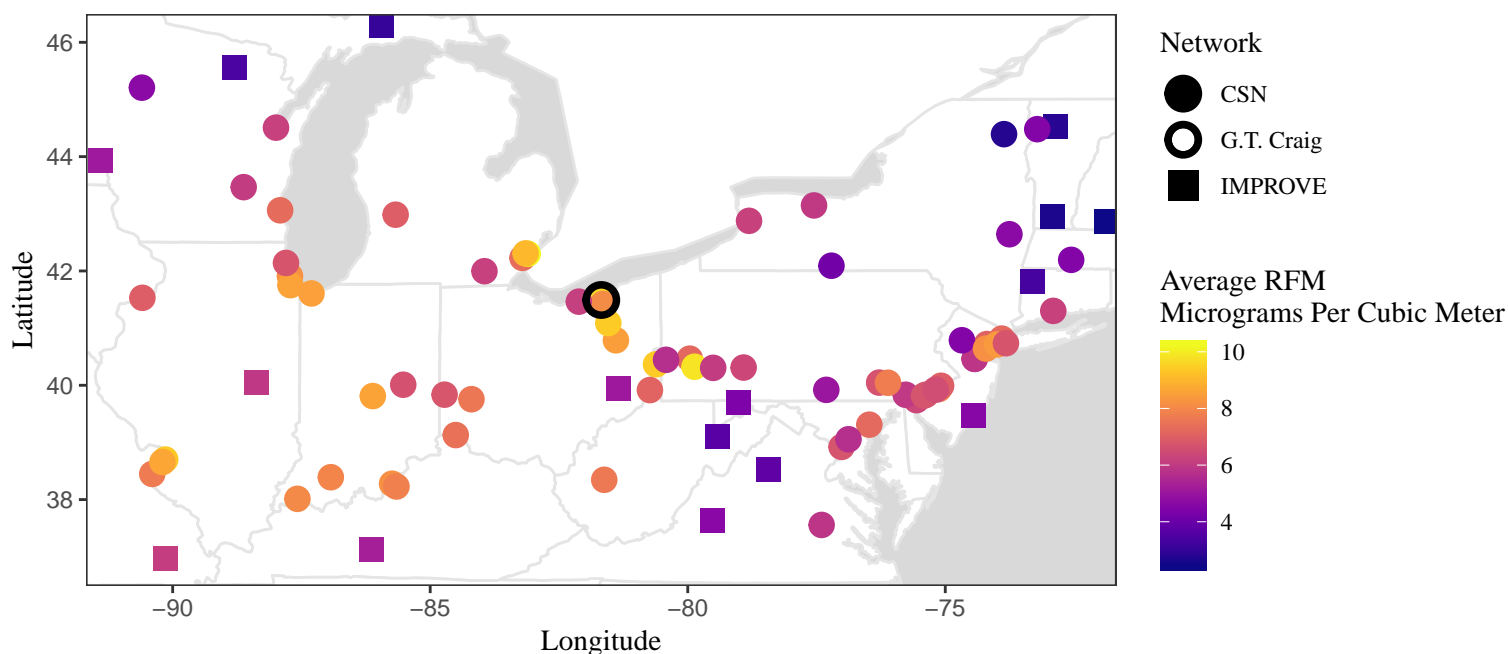 46
44
42
40
38
−90
−85
−80
−75
Latitude
Longitude
Network
CSN
G.T. Craig
IMPROVE
Average RFM
Micrograms Per Cubic Meter
10
8
6
4